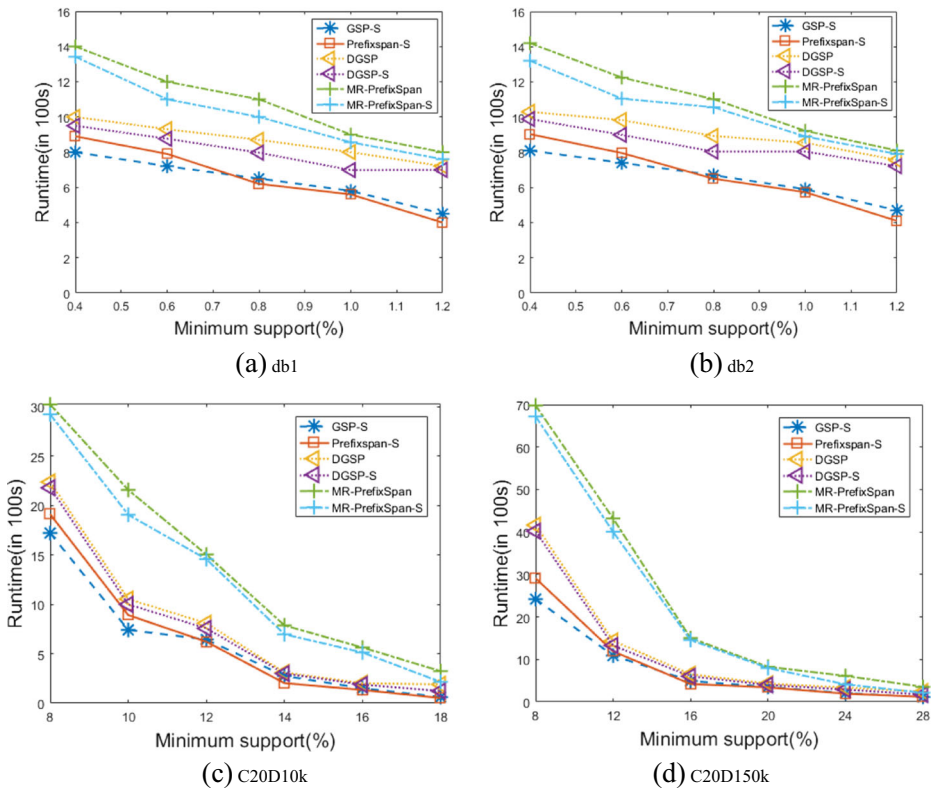 Runtime(in 100s)
16
14
12
10
8
6
4
2
0
GSP-S
Prefixspan-S
DGSP
DGSP-S
MR-PrefixSpan
MR-PrefixSpan-S
0.4 0.5 0.6 0.7 0.8 0.9 1.0 1.1 1.2
Minimum support(%)
(a) db1
Runtime(in 100s)
16
14
12
10
8
6
4
2
0
GSP-S
Prefixspan-S
DGSP
DGSP-S
MR-PrefixSpan
MR-PrefixSpan-S
0.4 0.5 0.6 0.7 0.8 0.9 1.0 1.1 1.2
Minimum support(%)
(b) db2
Runtime(in 100s)
30
25
20
15
10
5
0
GSP-S
Prefixspan-S
DGSP
DGSP-S
MR-PrefixSpan
MR-PrefixSpan-S
8 10 12 14 16 18
Minimum support(%)
(c) C20D10k
Runtime(in 100s)
70
60
50
40
30
20
10
0
GSP-S
Prefixspan-S
DGSP
DGSP-S
MR-PrefixSpan
MR-PrefixSpan-S
8 12 16 20 24 28
Minimum support(%)
(d) C20D150k